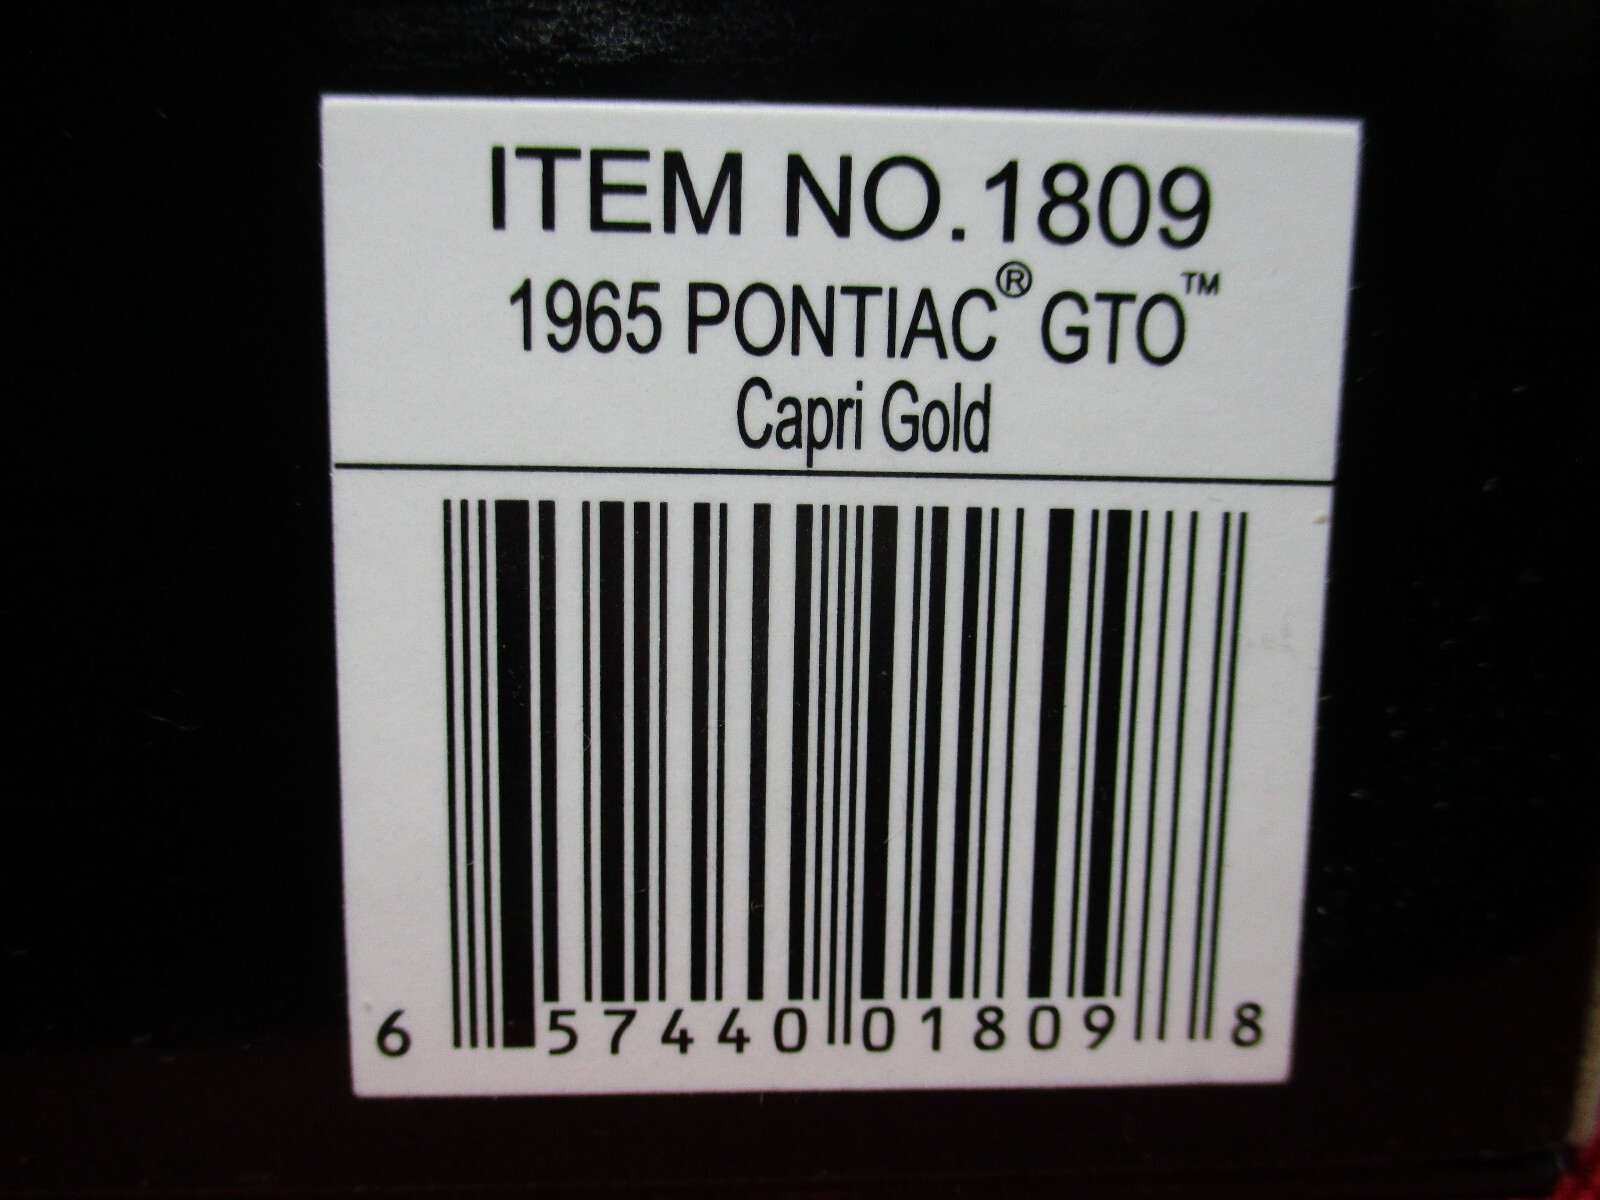 ITEM NO.1809
1965 PONTIAC® GTO™
Capri Gold
6 57440 01809 8